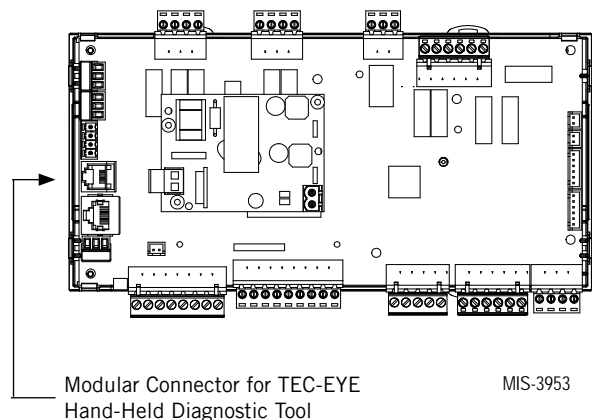 Modular Connector for TEC-EYE
Hand-Held Diagnostic Tool
MIS-3953